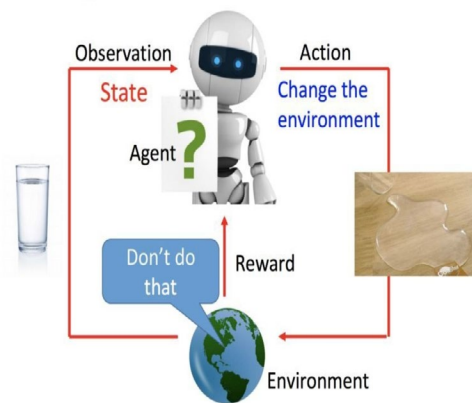 Observation
State
Action
Change the
environment
Agent
?
Don't do
that
Reward
Environment